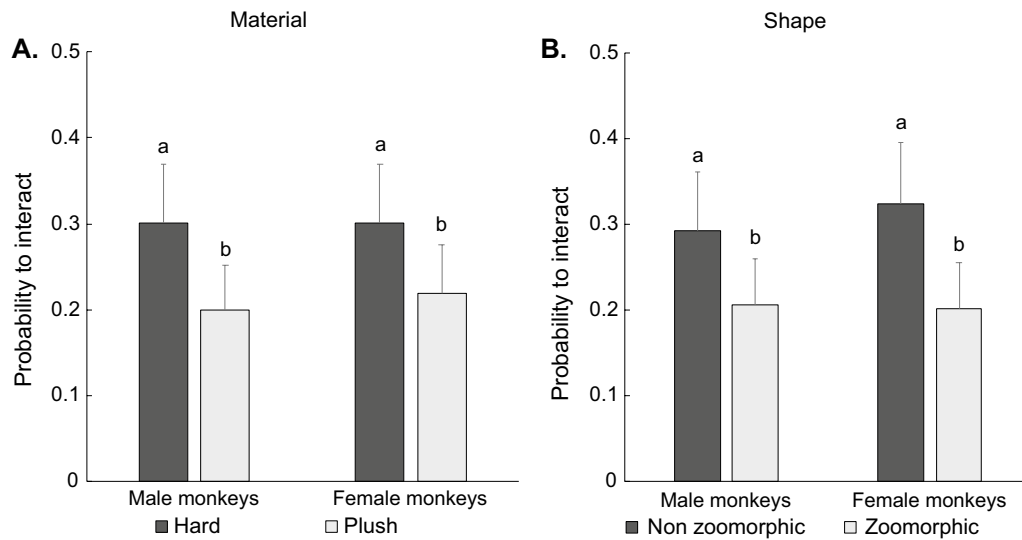 Material
A.
0.5
0.4
0.3
0.2
0.1
0
Probability to interact
a
b
a
b
Male monkeys
Female monkeys
Hard
Plush
Shape
B.
0.5
0.4
0.3
0.2
0.1
0
Probability to interact
a
b
a
b
Male monkeys
Female monkeys
Non zoomorphic
Zoomorphic